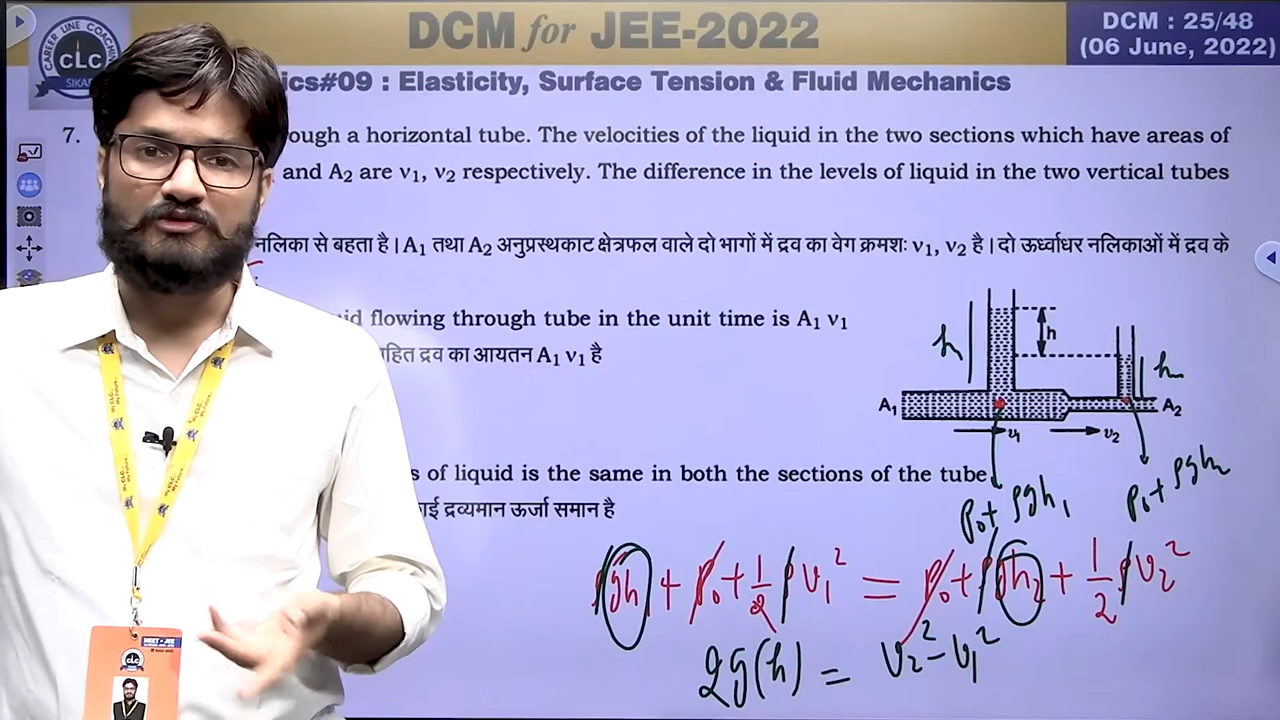 DCM for JEE-2022
DCM : 25/48
(06 June, 2022)
CAREER LINE COACHING
CLC
SIKAR
ics#09 : Elasticity, Surface Tension & Fluid Mechanics
7. ough a horizontal tube. The velocities of the liquid in the two sections which have areas of
and A₂ are v₁, v₂ respectively. The difference in the levels of liquid in the two vertical tubes
नलिका से बहता है। A₁ तथा A₂ अनुप्रस्थकाट क्षेत्रफल वाले दो भागों में द्रव का वेग क्रमशः v₁, v₂ है। दो ऊर्ध्वाधर नलिकाओं में द्रव के
uid flowing through tube in the unit time is A₁ v₁
हित द्रव का आयतन A₁ v₁ है
s of liquid is the same in both the sections of the tube
ाई द्रव्यमान ऊर्जा समान है
h
h
h
A₁
A₂
v₁
v₂
P₀+ ρgh₁
P₀+ ρgh₂
ρgh + P₀ + 1/2 ρv₁² = P₀ + ρgh₂ + 1/2 ρv₂²
2g(h) = v₂² - v₁²
NEET - JEE
CLC